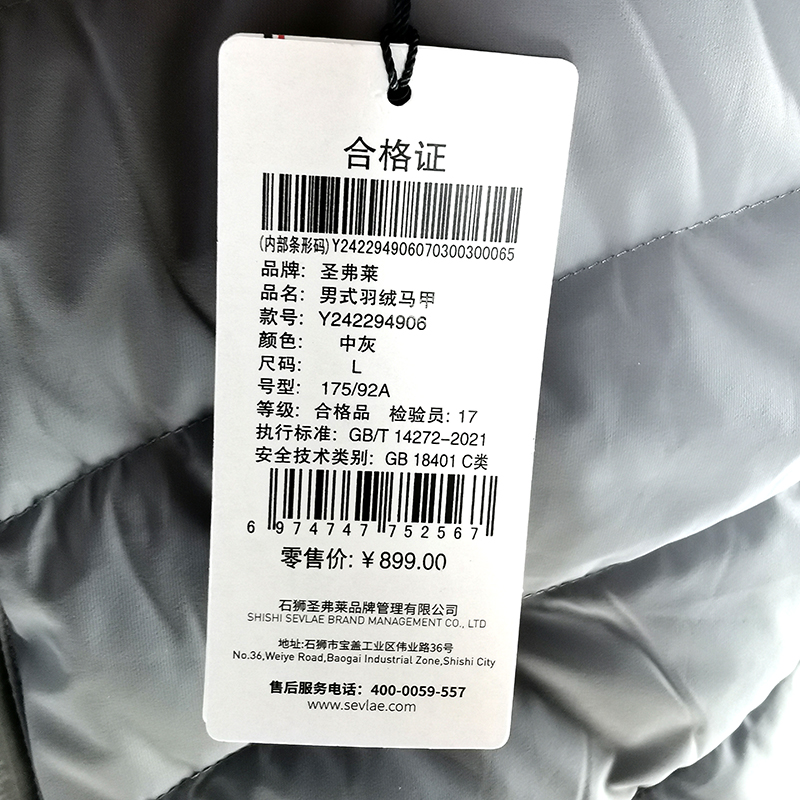 合格证
(内部条形码)Y242294906070300300065
品牌: 圣弗莱
品名: 男式羽绒马甲
款号: Y242294906
颜色: 中灰
尺码: L
号型: 175/92A
等级: 合格品 检验员: 17
执行标准: GB/T 14272-2021
安全技术类别: GB 18401 C类
6 974747 752567
零售价: ¥899.00
石狮圣弗莱品牌管理有限公司
SHISHI SEVLAE BRAND MANAGEMENT CO., LTD
地址:石狮市宝盖工业区伟业路36号
No.36,Weiye Road,Baogai Industrial Zone,Shishi City
售后服务电话: 400-0059-557
www.sevlae.com